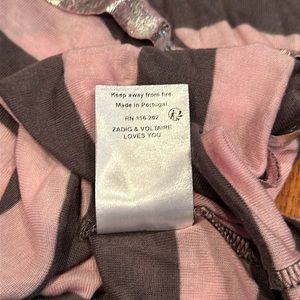 Keep away from fire
Made in Portugal
RN 116 202
ZADIG & VOLTAIRE
LOVES YOU